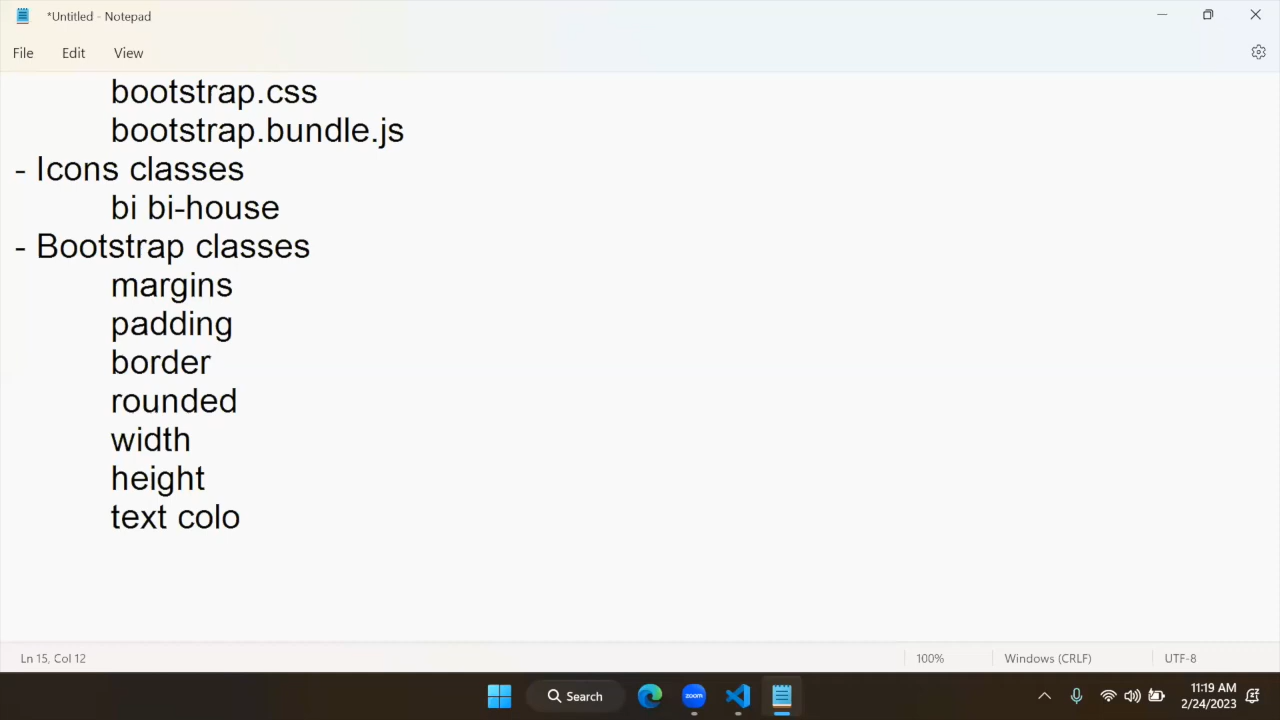 *Untitled - Notepad
File Edit View
bootstrap.css
bootstrap.bundle.js
- Icons classes
bi bi-house
- Bootstrap classes
margins
padding
border
rounded
width
height
text colo
Ln 15, Col 12 100% Windows (CRLF) UTF-8
Search zoom 11:19 AM
2/24/2023